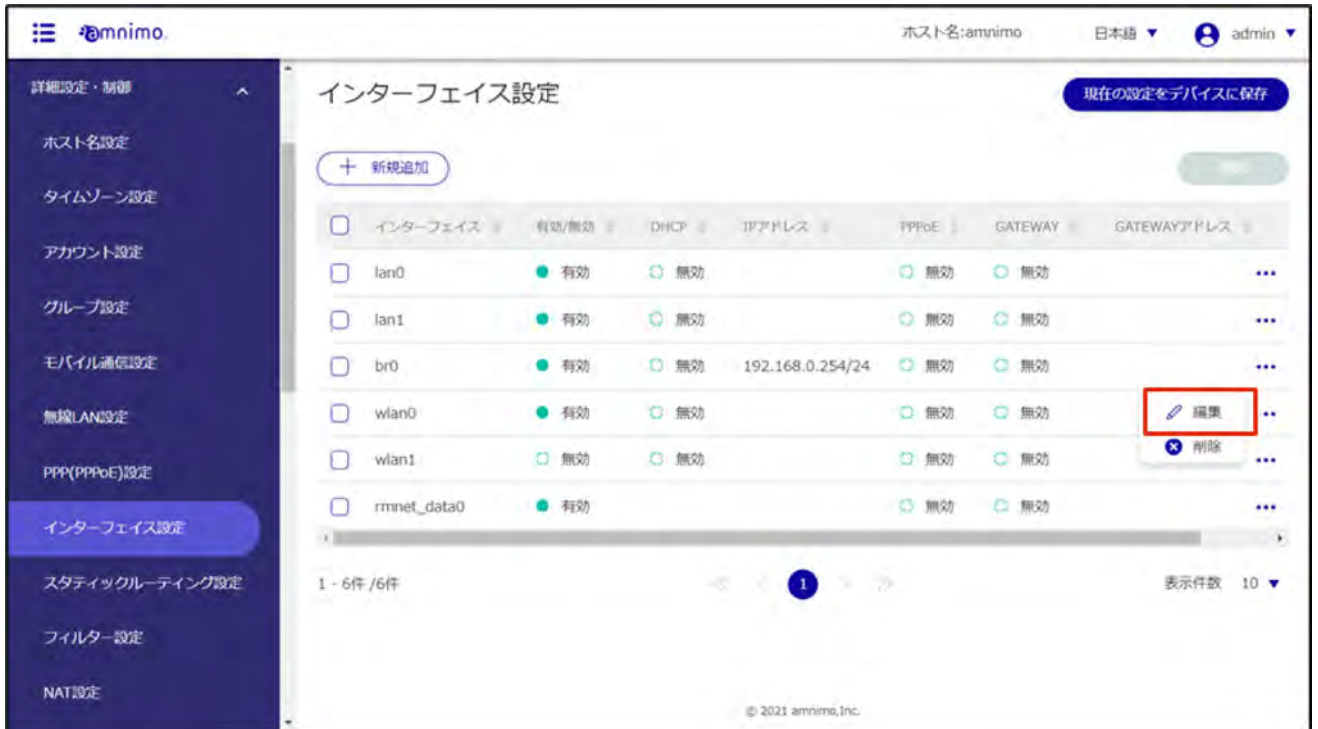 amnimo
ホスト名:amnimo 日本語 ▼ admin ▼
詳細設定・制御
ホスト名設定
タイムゾーン設定
アカウント設定
グループ設定
モバイル通信設定
無線LAN設定
PPP(PPPoE)設定
インターフェイス設定
スタティックルーティング設定
フィルター設定
NAT設定
インターフェイス設定
現在の設定をデバイスに保存
+ 新規追加
インターフェイス 有効/無効 DHCP IPアドレス PPPoE GATEWAY GATEWAYアドレス
lan0 有効 無効 無効 無効
lan1 有効 無効 無効 無効
br0 有効 無効 192.168.0.254/24 無効 無効
wlan0 有効 無効 無効 無効 編集
削除
wlan1 無効 無効 無効 無効
rmnet_data0 有効 無効 無効
1 - 6件 /6件 1 表示件数 10 ▼
© 2021 amnimo,Inc.